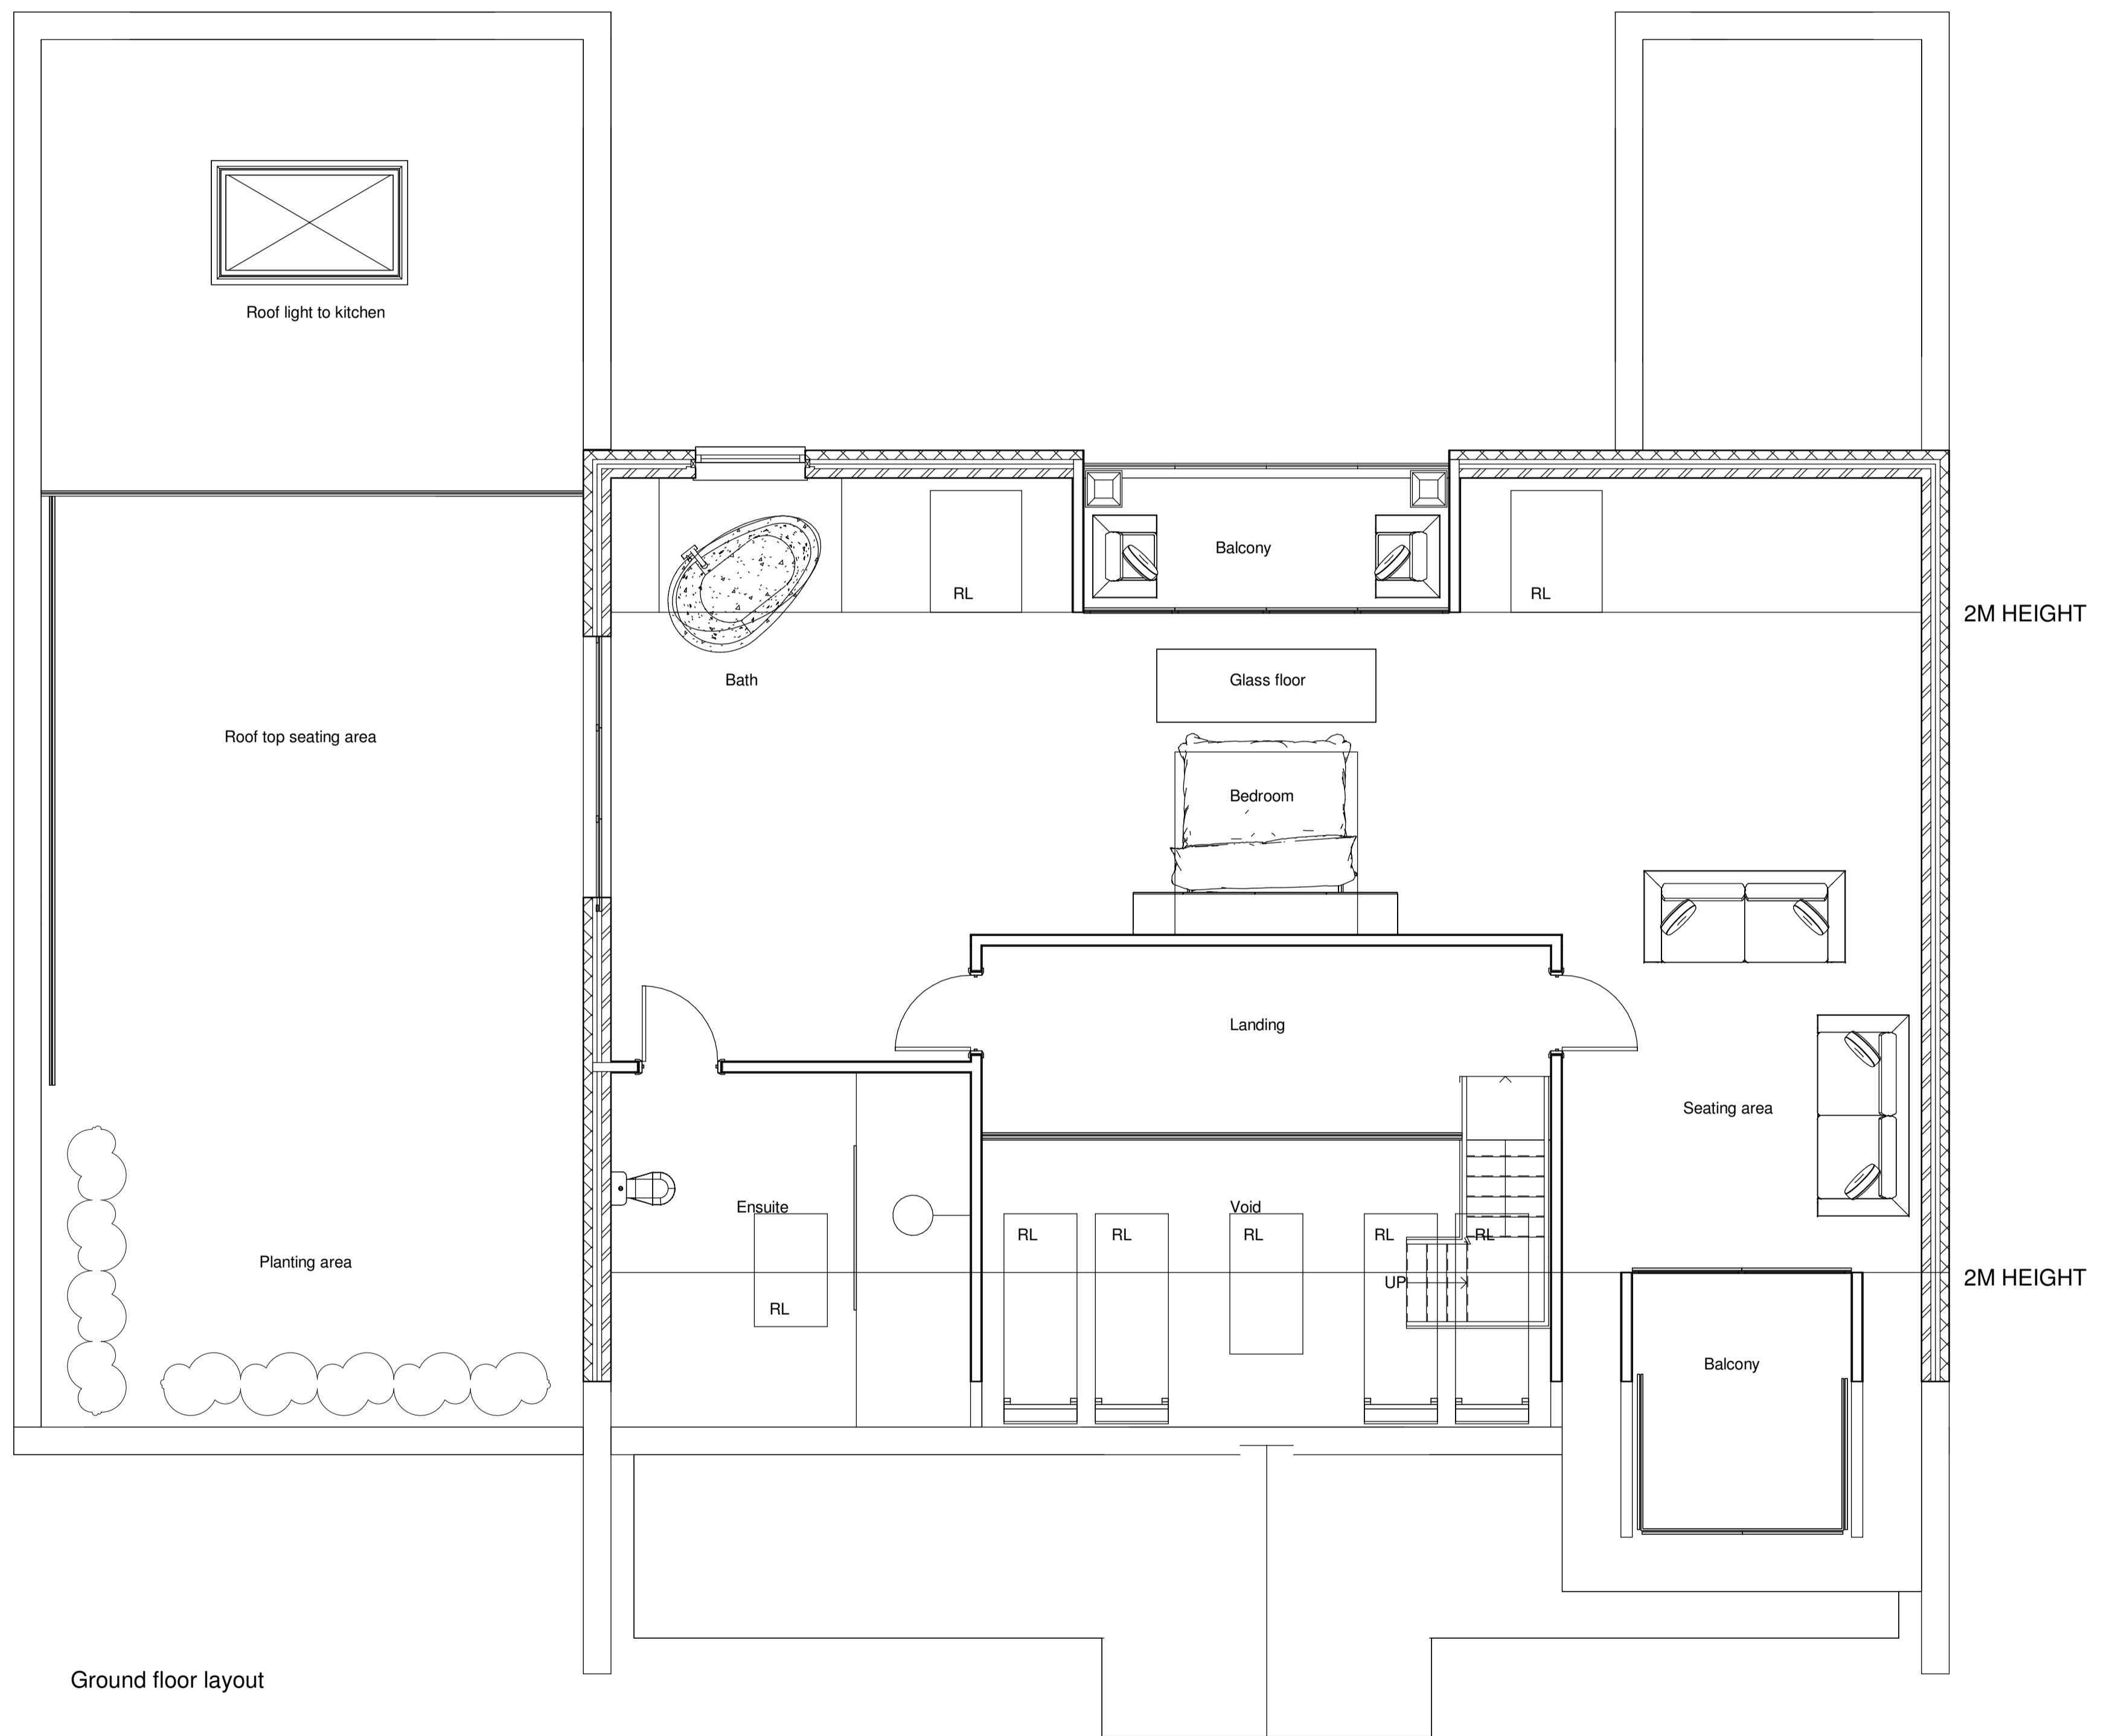 Roof light to kitchen
Balcony
RL
RL
2M HEIGHT
Bath
Glass floor
Roof top seating area
Bedroom
Landing
Seating area
Ensuite
Void
RL
RL
RL
RL
RL
Planting area
UP
2M HEIGHT
RL
Balcony
Ground floor layout